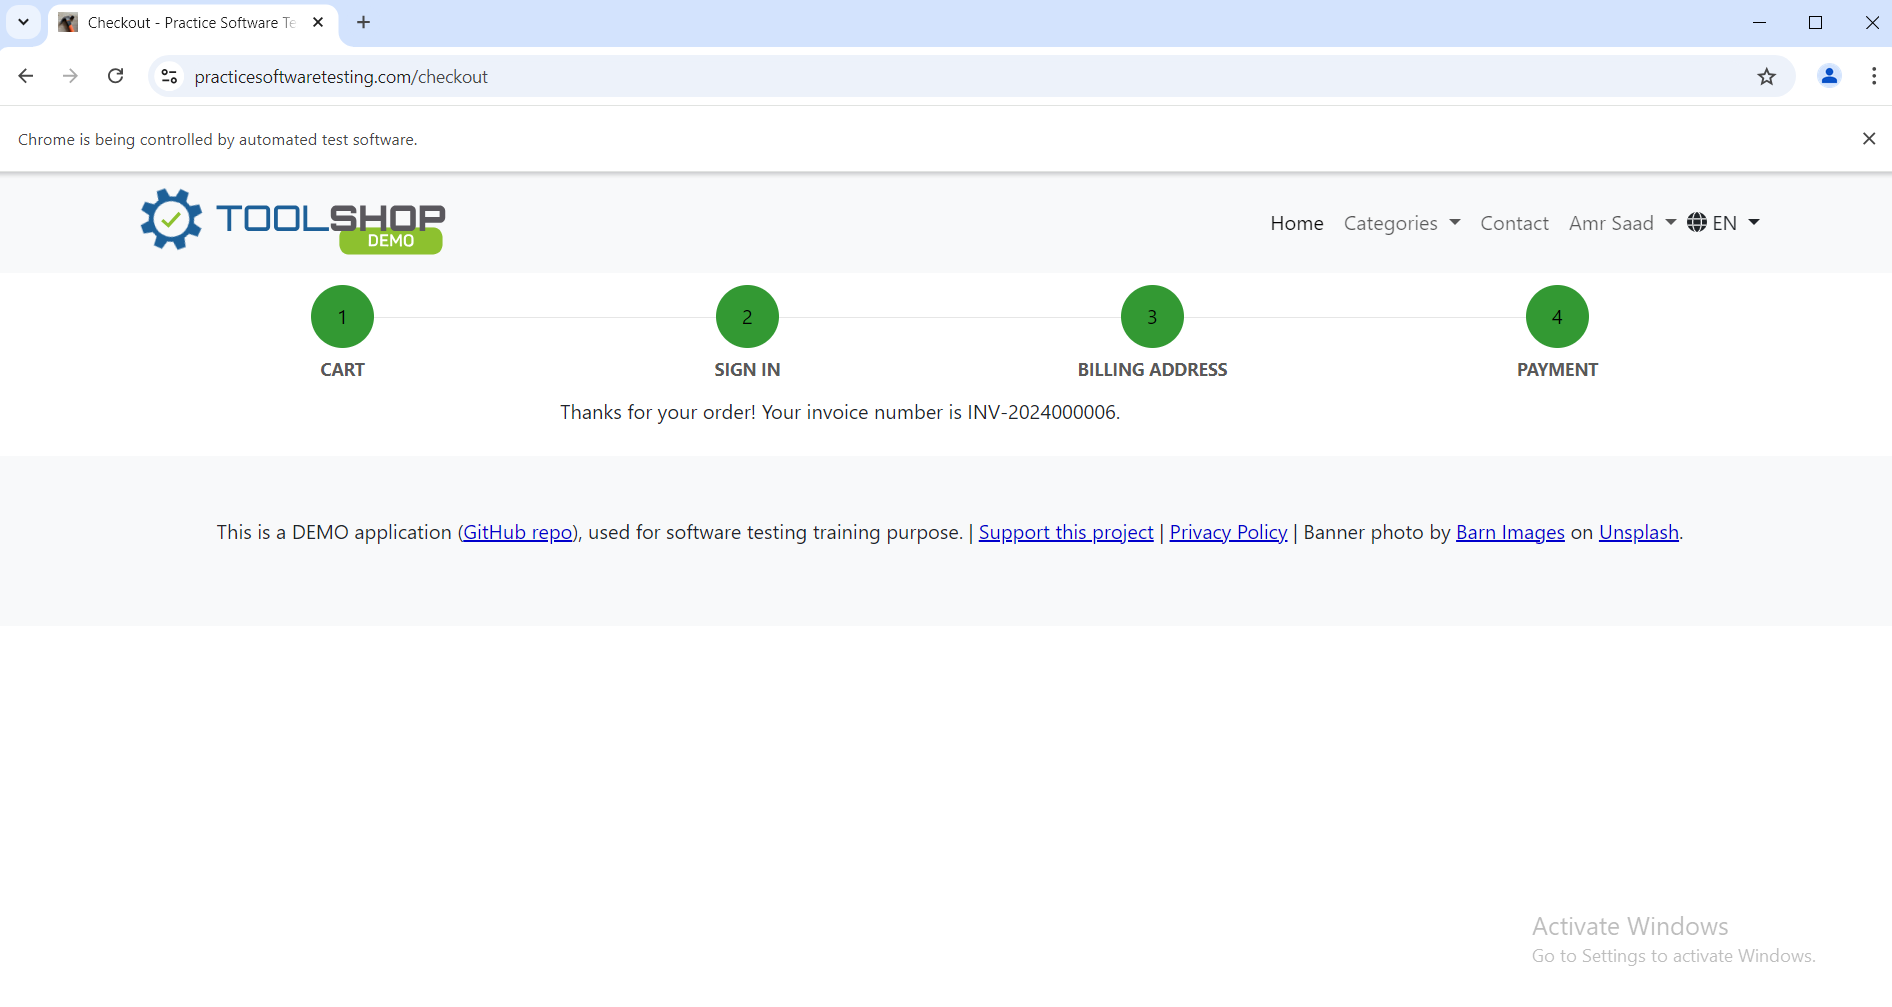 Checkout - Practice Software Te
practicesoftwaretesting.com/checkout
Chrome is being controlled by automated test software.
TOOLSHOP
DEMO
Home Categories Contact Amr Saad EN
1 2 3 4
CART SIGN IN BILLING ADDRESS PAYMENT
Thanks for your order! Your invoice number is INV-2024000006.
This is a DEMO application (GitHub repo), used for software testing training purpose. | Support this project | Privacy Policy | Banner photo by Barn Images on Unsplash.
Activate Windows
Go to Settings to activate Windows.